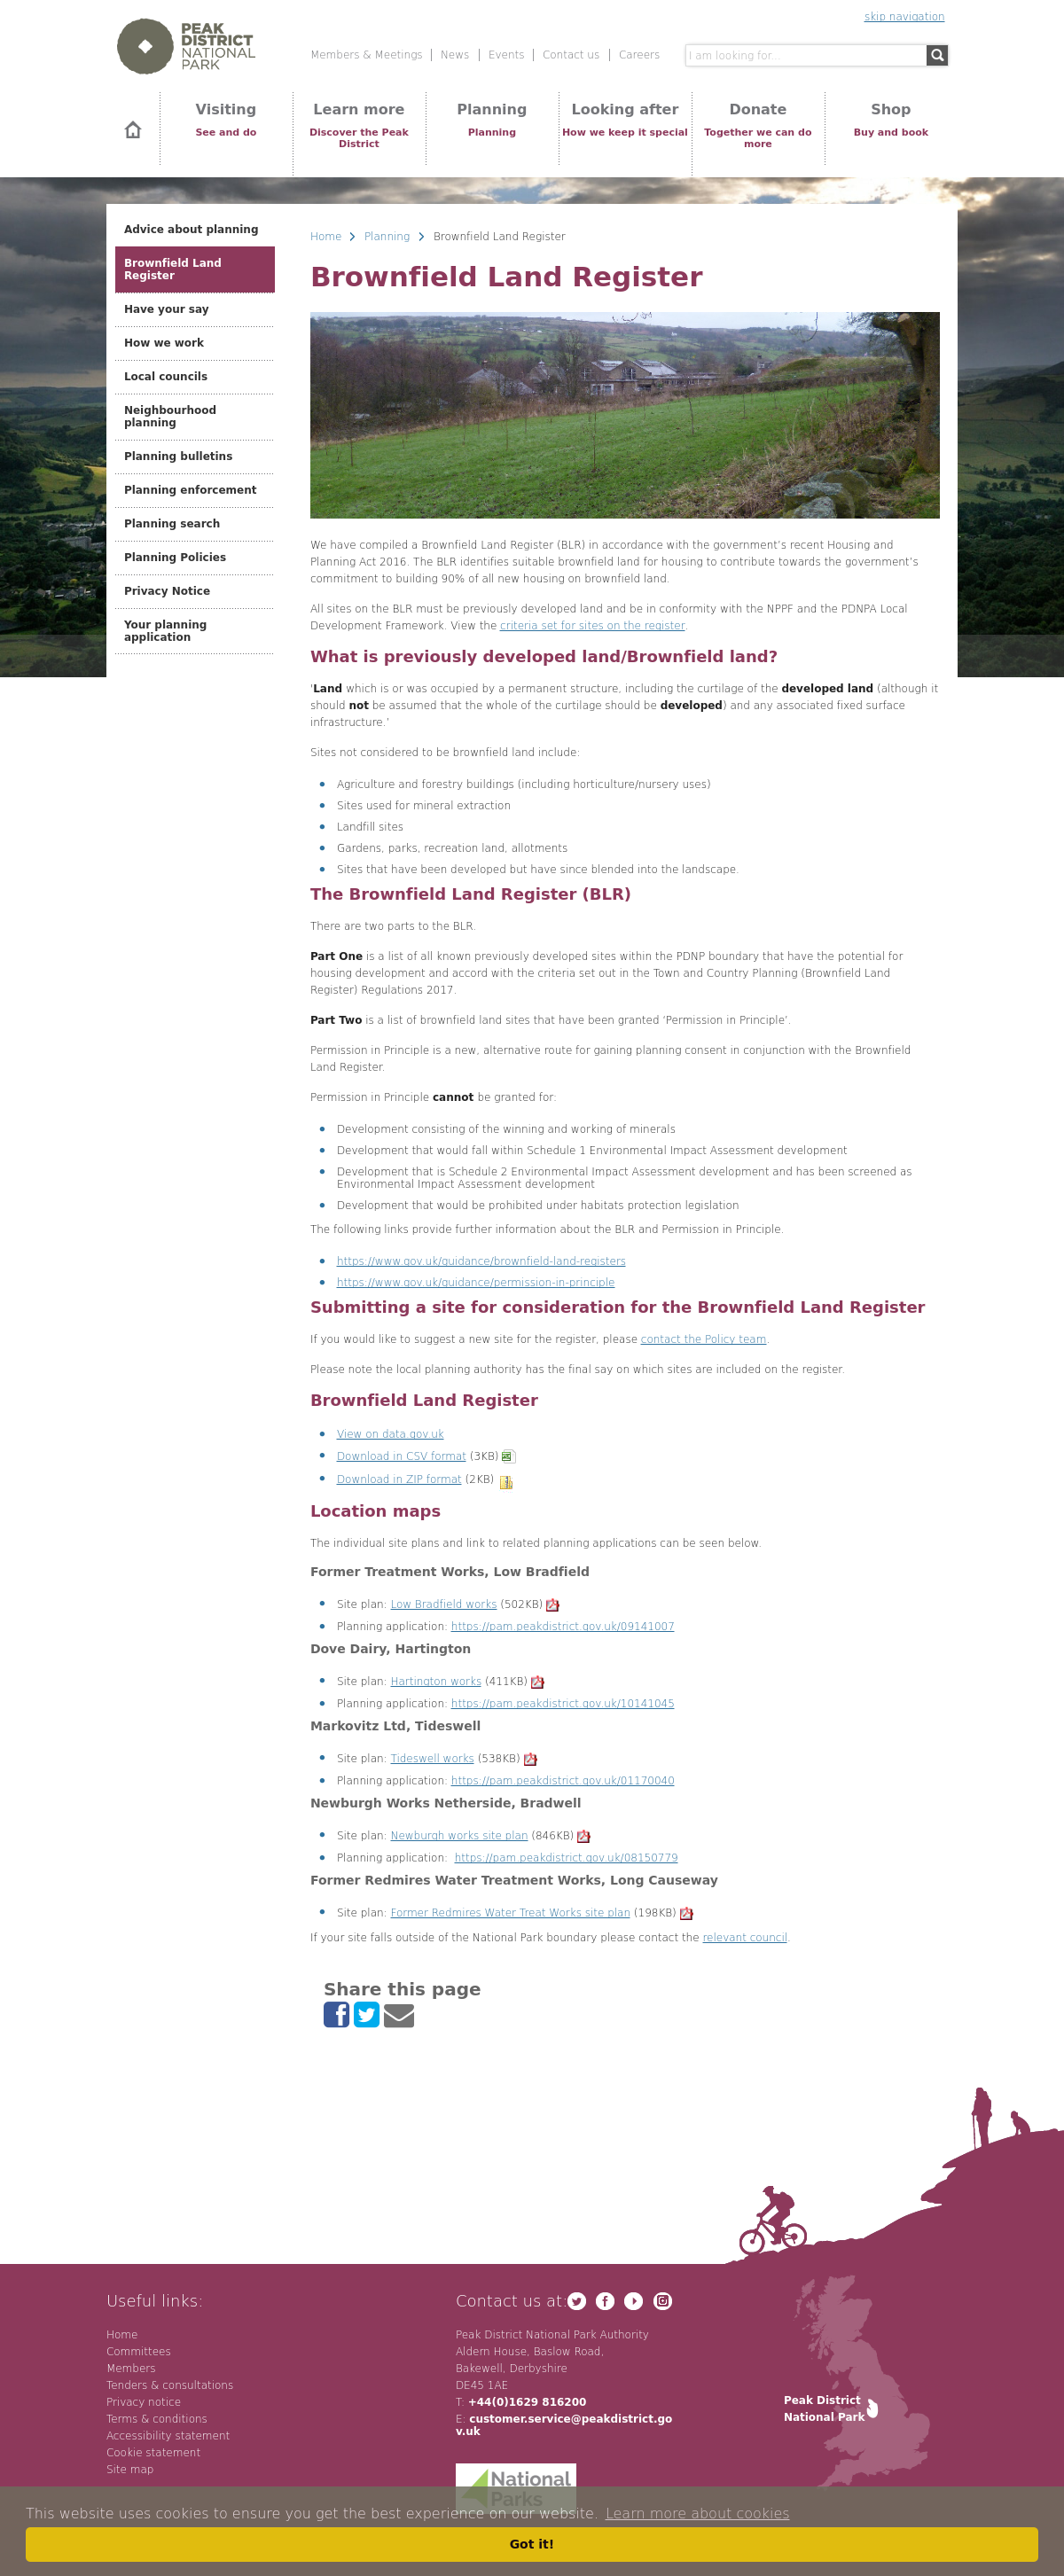 skip navigation
PEAK
DISTRICT
NATIONAL
PARK
Members & Meetings
News
Events
Contact us
Careers
I am looking for...
Visiting
See and do
Learn more
Discover the Peak
District
Planning
Planning
Looking after
How we keep it special
Donate
Together we can do
more
Shop
Buy and book
Advice about planning
Brownfield Land
Register
Have your say
How we work
Local councils
Neighbourhood
planning
Planning bulletins
Planning enforcement
Planning search
Planning Policies
Privacy Notice
Your planning
application
Home
Planning
Brownfield Land Register
Brownfield Land Register
We have compiled a Brownfield Land Register (BLR) in accordance with the government's recent Housing and
Planning Act 2016. The BLR identifies suitable brownfield land for housing to contribute towards the government's
commitment to building 90% of all new housing on brownfield land.
All sites on the BLR must be previously developed land and be in conformity with the NPPF and the PDNPA Local
Development Framework. View the criteria set for sites on the register.
What is previously developed land/Brownfield land?
'Land which is or was occupied by a permanent structure, including the curtilage of the developed land (although it
should not be assumed that the whole of the curtilage should be developed) and any associated fixed surface
infrastructure.'
Sites not considered to be brownfield land include:
Agriculture and forestry buildings (including horticulture/nursery uses)
Sites used for mineral extraction
Landfill sites
Gardens, parks, recreation land, allotments
Sites that have been developed but have since blended into the landscape.
The Brownfield Land Register (BLR)
There are two parts to the BLR.
Part One is a list of all known previously developed sites within the PDNP boundary that have the potential for
housing development and accord with the criteria set out in the Town and Country Planning (Brownfield Land
Register) Regulations 2017.
Part Two is a list of brownfield land sites that have been granted 'Permission in Principle'.
Permission in Principle is a new, alternative route for gaining planning consent in conjunction with the Brownfield
Land Register.
Permission in Principle cannot be granted for:
Development consisting of the winning and working of minerals
Development that would fall within Schedule 1 Environmental Impact Assessment development
Development that is Schedule 2 Environmental Impact Assessment development and has been screened as
Environmental Impact Assessment development
Development that would be prohibited under habitats protection legislation
The following links provide further information about the BLR and Permission in Principle.
https://www.gov.uk/guidance/brownfield-land-registers
https://www.gov.uk/guidance/permission-in-principle
Submitting a site for consideration for the Brownfield Land Register
If you would like to suggest a new site for the register, please contact the Policy team.
Please note the local planning authority has the final say on which sites are included on the register.
Brownfield Land Register
View on data.gov.uk
Download in CSV format (3KB)
Download in ZIP format (2KB)
Location maps
The individual site plans and link to related planning applications can be seen below.
Former Treatment Works, Low Bradfield
Site plan: Low Bradfield works (502KB)
Planning application: https://pam.peakdistrict.gov.uk/09141007
Dove Dairy, Hartington
Site plan: Hartington works (411KB)
Planning application: https://pam.peakdistrict.gov.uk/10141045
Markovitz Ltd, Tideswell
Site plan: Tideswell works (538KB)
Planning application: https://pam.peakdistrict.gov.uk/01170040
Newburgh Works Netherside, Bradwell
Site plan: Newburgh works site plan (846KB)
Planning application: https://pam.peakdistrict.gov.uk/08150779
Former Redmires Water Treatment Works, Long Causeway
Site plan: Former Redmires Water Treat Works site plan (198KB)
If your site falls outside of the National Park boundary please contact the relevant council.
Share this page
Useful links:
Home
Committees
Members
Tenders & consultations
Privacy notice
Terms & conditions
Accessibility statement
Cookie statement
Site map
Contact us at:
Peak District National Park Authority
Aldern House, Baslow Road,
Bakewell, Derbyshire
DE45 1AE
T: +44(0)1629 816200
E: customer.service@peakdistrict.go
v.uk
National
Parks
Peak District
National Park
This website uses cookies to ensure you get the best experience on our website. Learn more about cookies
Got it!